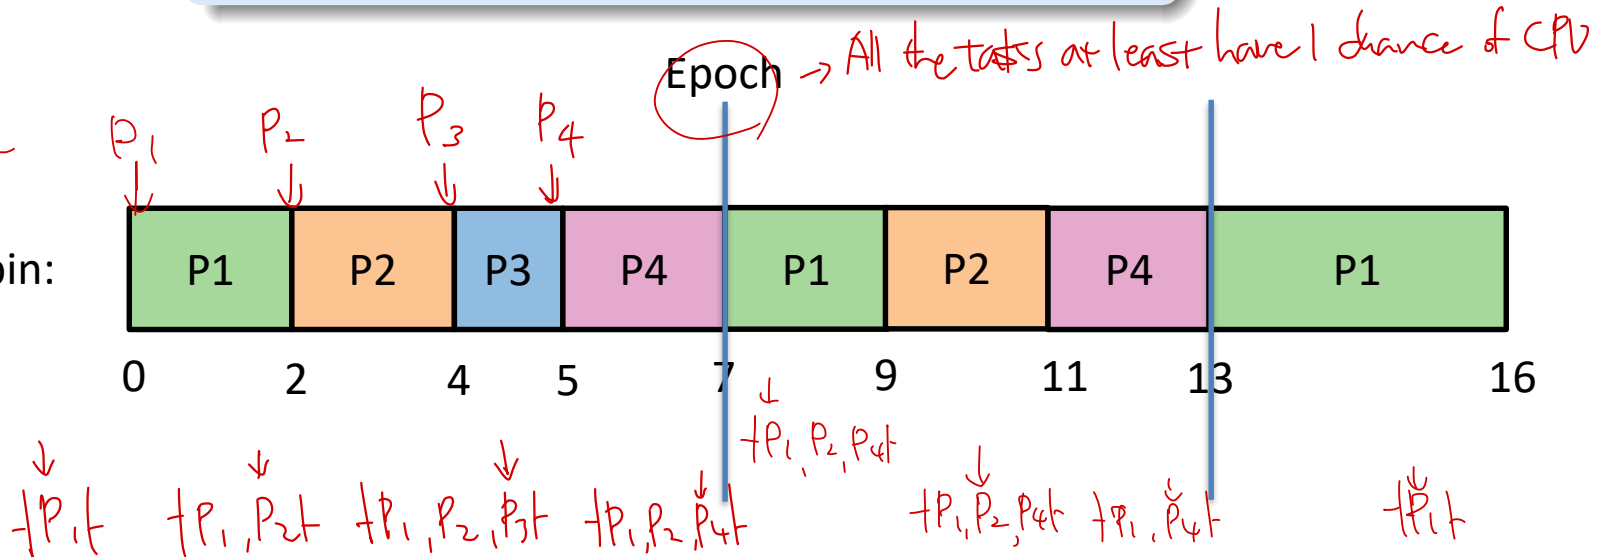 Epoch → All the tasks at least have 1 chance of CPU
P1 P2 P3 P4
bin: P1 P2 P3 P4 P1 P2 P4 P1
0 2 4 5 7 9 11 13 16
{P1, P2, P4}
{P1} {P1, P2} {P1, P2, P3} {P1, P2, P4} {P1, P2, P4} {P1, P4} {P1}